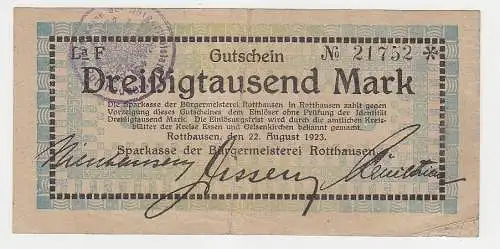 La F Gutschein № 21752 *
Dreißigtausend Mark
Die Sparkasse der Bürgermeisterei Rotthausen in Rotthausen zahlt gegen
Vorzeigung dieses Gutscheines dem Einlöser ohne Prüfung der Identität
Dreißigtausend Mark. Die Einlösungsfrist wird durch die amtlichen Kreis-
blätter der Kreise Essen und Gelsenkirchen bekannt gemacht.
Rotthausen, den 22. August 1923.
Sparkasse der Bürgermeisterei Rotthausen.